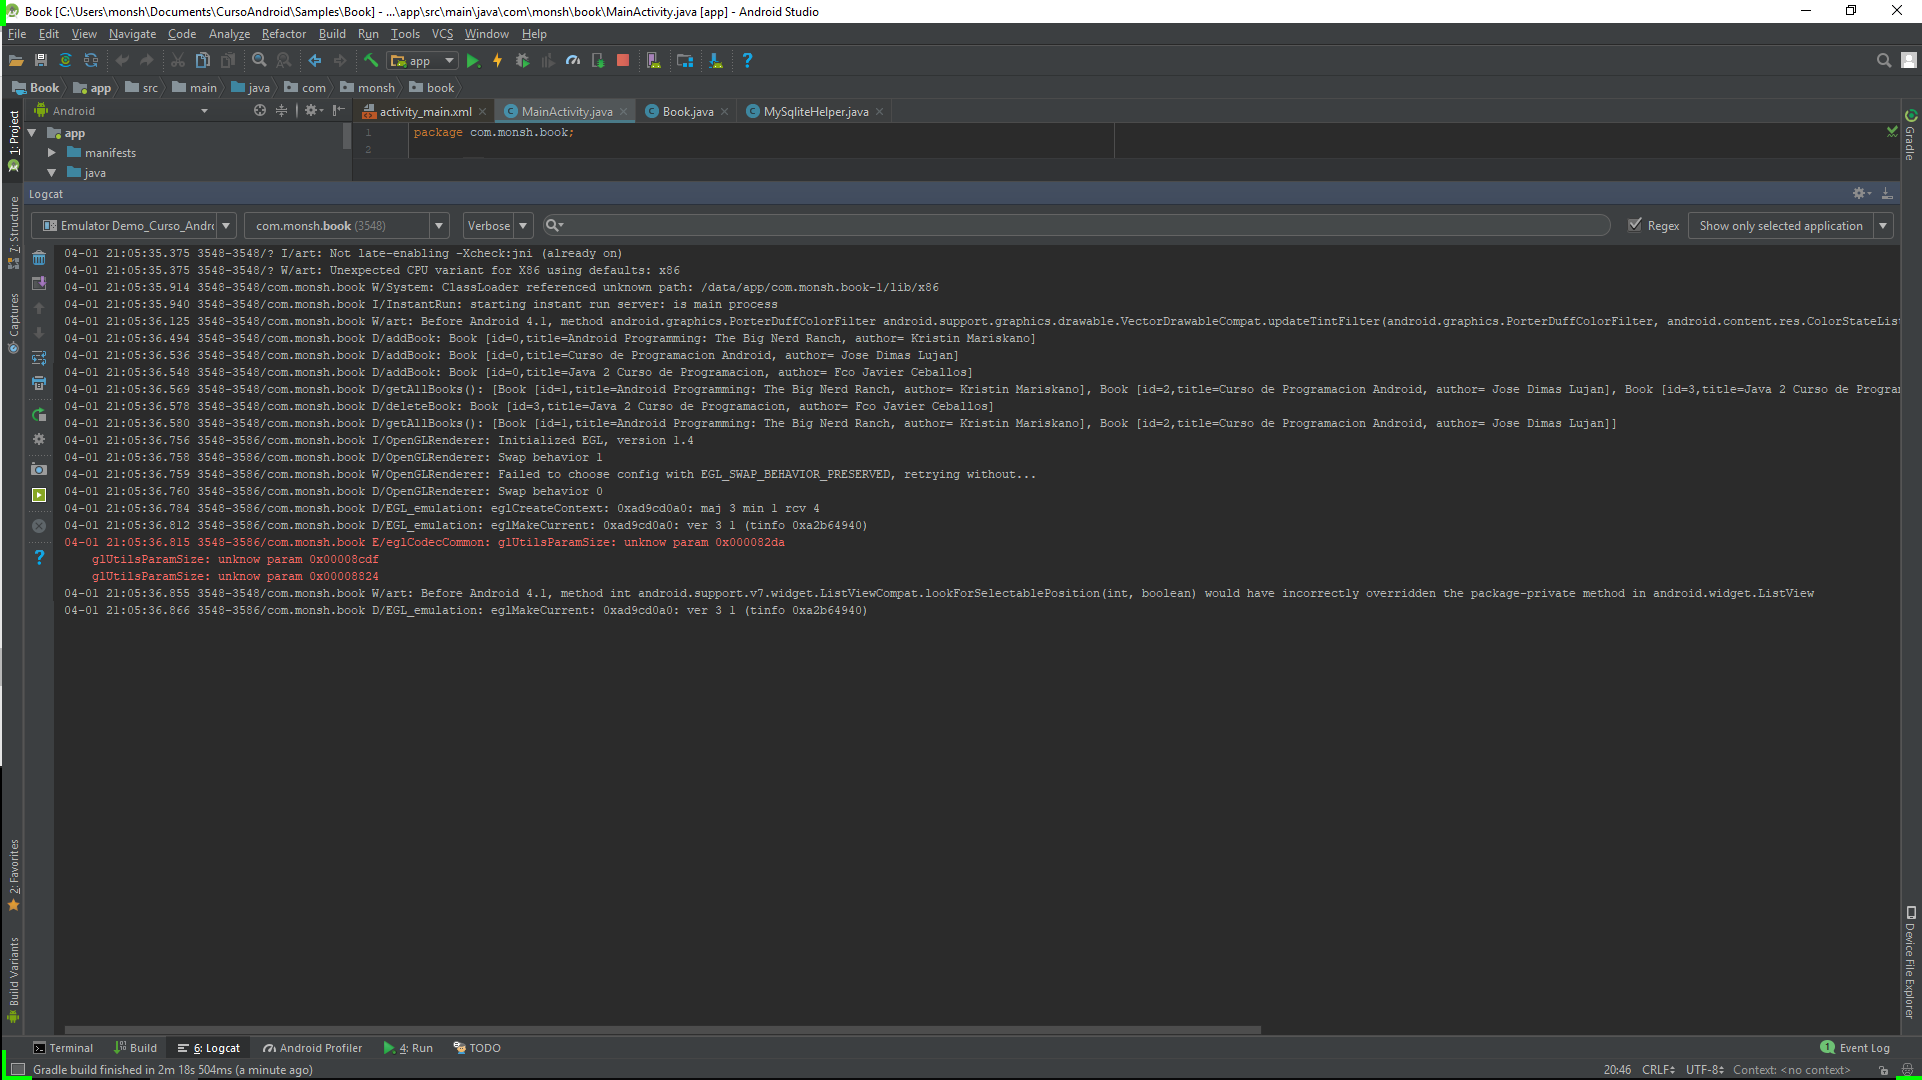 Book [C:\Users\monsh\Documents\CursoAndroid\Samples\Book] - ...\app\src\main\java\com\monsh\book\MainActivity.java [app] - Android Studio
File Edit View Navigate Code Analyze Refactor Build Run Tools VCS Window Help
app
Book app src main java com monsh book
Android activity_main.xml MainActivity.java Book.java MySqliteHelper.java
app
manifests
java
1 package com.monsh.book;
2
1: Project
7: Structure
Captures
2: Favorites
Build Variants
Gradle
Device File Explorer
Logcat
Emulator Demo_Curso_Andr com.monsh.book (3548) Verbose Regex Show only selected application
04-01 21:05:35.375 3548-3548/? I/art: Not late-enabling -Xcheck:jni (already on)
04-01 21:05:35.375 3548-3548/? W/art: Unexpected CPU variant for X86 using defaults: x86
04-01 21:05:35.914 3548-3548/com.monsh.book W/System: ClassLoader referenced unknown path: /data/app/com.monsh.book-1/lib/x86
04-01 21:05:35.940 3548-3548/com.monsh.book I/InstantRun: starting instant run server: is main process
04-01 21:05:36.125 3548-3548/com.monsh.book W/art: Before Android 4.1, method android.graphics.PorterDuffColorFilter android.support.graphics.drawable.VectorDrawableCompat.updateTintFilter(android.graphics.PorterDuffColorFilter, android.content.res.ColorStateList
04-01 21:05:36.494 3548-3548/com.monsh.book D/addBook: Book [id=0,title=Android Programming: The Big Nerd Ranch, author= Kristin Mariskano]
04-01 21:05:36.536 3548-3548/com.monsh.book D/addBook: Book [id=0,title=Curso de Programacion Android, author= Jose Dimas Lujan]
04-01 21:05:36.548 3548-3548/com.monsh.book D/addBook: Book [id=0,title=Java 2 Curso de Programacion, author= Fco Javier Ceballos]
04-01 21:05:36.569 3548-3548/com.monsh.book D/getAllBooks(): [Book [id=1,title=Android Programming: The Big Nerd Ranch, author= Kristin Mariskano], Book [id=2,title=Curso de Programacion Android, author= Jose Dimas Lujan], Book [id=3,title=Java 2 Curso de Program
04-01 21:05:36.578 3548-3548/com.monsh.book D/deleteBook: Book [id=3,title=Java 2 Curso de Programacion, author= Fco Javier Ceballos]
04-01 21:05:36.580 3548-3548/com.monsh.book D/getAllBooks(): [Book [id=1,title=Android Programming: The Big Nerd Ranch, author= Kristin Mariskano], Book [id=2,title=Curso de Programacion Android, author= Jose Dimas Lujan]]
04-01 21:05:36.756 3548-3586/com.monsh.book I/OpenGLRenderer: Initialized EGL, version 1.4
04-01 21:05:36.758 3548-3586/com.monsh.book D/OpenGLRenderer: Swap behavior 1
04-01 21:05:36.759 3548-3586/com.monsh.book W/OpenGLRenderer: Failed to choose config with EGL_SWAP_BEHAVIOR_PRESERVED, retrying without...
04-01 21:05:36.760 3548-3586/com.monsh.book D/OpenGLRenderer: Swap behavior 0
04-01 21:05:36.784 3548-3586/com.monsh.book D/EGL_emulation: eglCreateContext: 0xad9cd0a0: maj 3 min 1 rcv 4
04-01 21:05:36.812 3548-3586/com.monsh.book D/EGL_emulation: eglMakeCurrent: 0xad9cd0a0: ver 3 1 (tinfo 0xa2b64940)
04-01 21:05:36.815 3548-3586/com.monsh.book E/eglCodecCommon: glUtilsParamSize: unknow param 0x000082da
glUtilsParamSize: unknow param 0x00008cdf
glUtilsParamSize: unknow param 0x00008824
04-01 21:05:36.855 3548-3548/com.monsh.book W/art: Before Android 4.1, method int android.support.v7.widget.ListViewCompat.lookForSelectablePosition(int, boolean) would have incorrectly overridden the package-private method in android.widget.ListView
04-01 21:05:36.866 3548-3586/com.monsh.book D/EGL_emulation: eglMakeCurrent: 0xad9cd0a0: ver 3 1 (tinfo 0xa2b64940)
Terminal Build 6: Logcat Android Profiler 4: Run TODO 1 Event Log
Gradle build finished in 2m 18s 504ms (a minute ago) 20:46 CRLF UTF-8 Context: <no context>